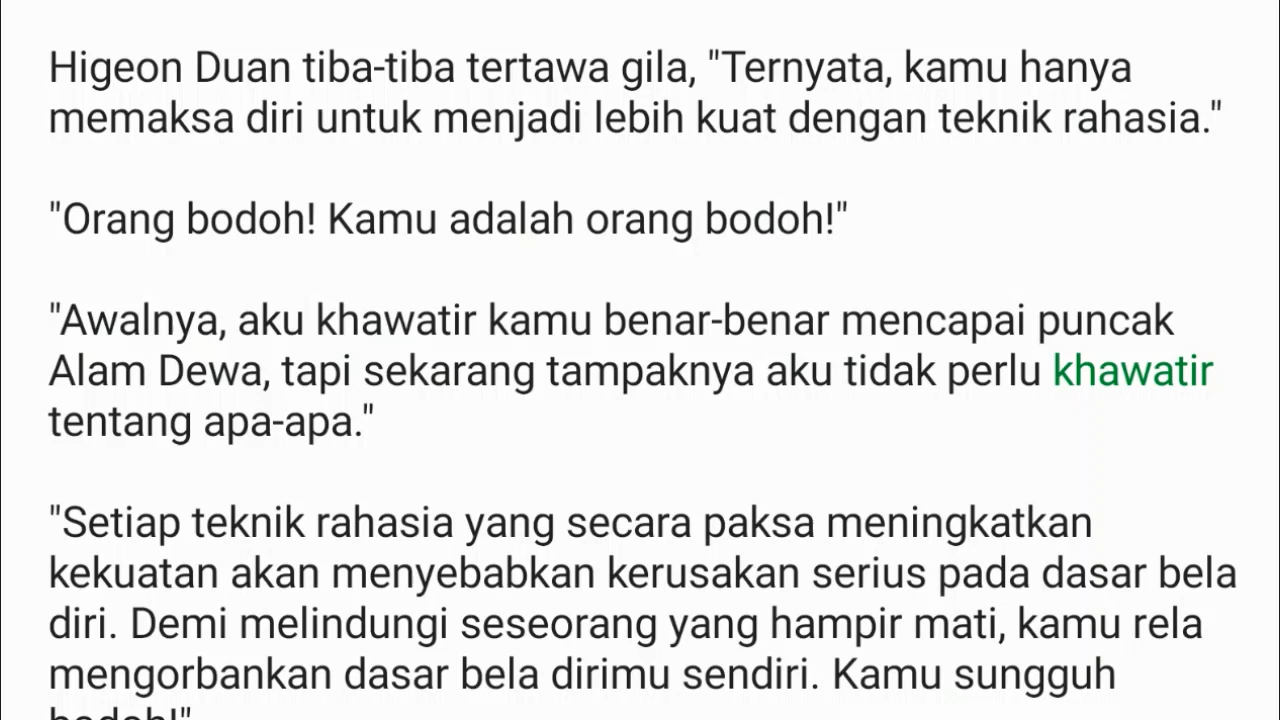 Higeon Duan tiba-tiba tertawa gila, "Ternyata, kamu hanya
memaksa diri untuk menjadi lebih kuat dengan teknik rahasia."
"Orang bodoh! Kamu adalah orang bodoh!"
"Awalnya, aku khawatir kamu benar-benar mencapai puncak
Alam Dewa, tapi sekarang tampaknya aku tidak perlu khawatir
tentang apa-apa."
"Setiap teknik rahasia yang secara paksa meningkatkan
kekuatan akan menyebabkan kerusakan serius pada dasar bela
diri. Demi melindungi seseorang yang hampir mati, kamu rela
mengorbankan dasar bela dirimu sendiri. Kamu sungguh
bodoh!"